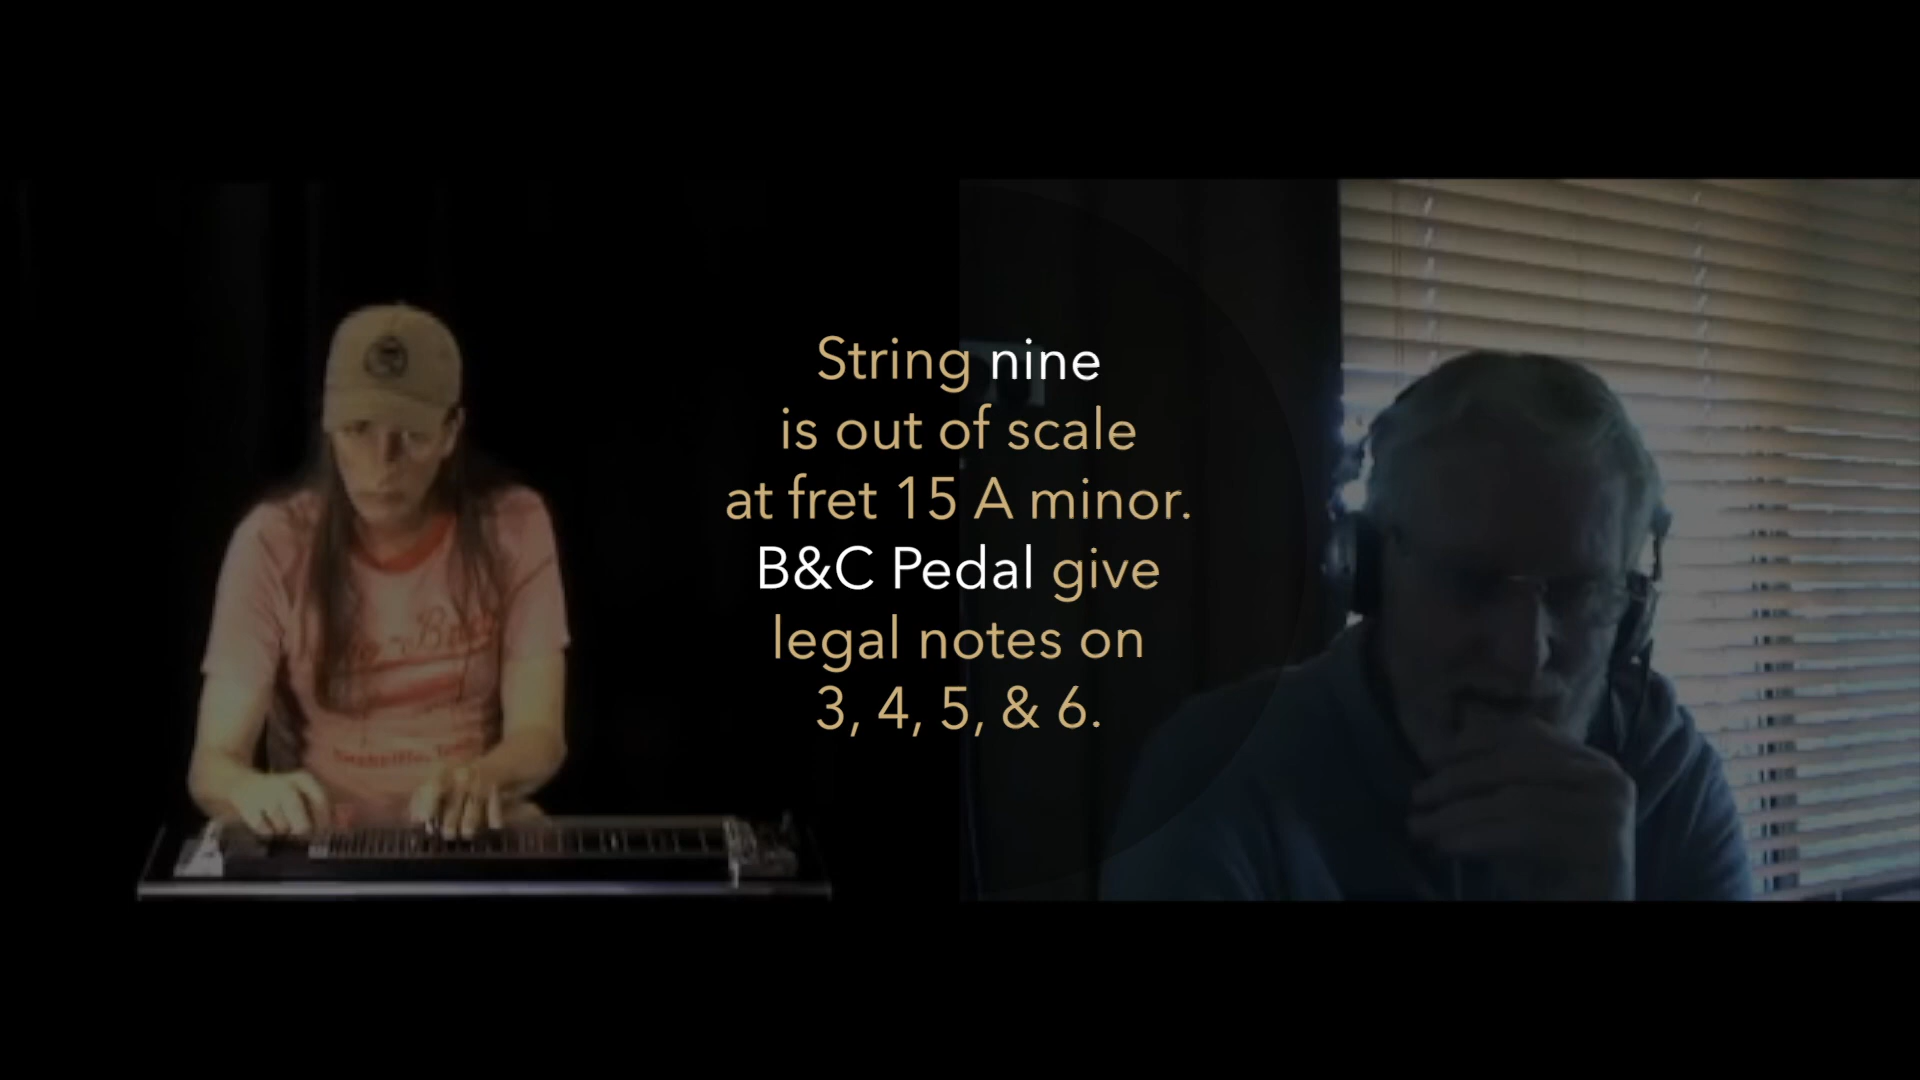 String nine
is out of scale
at fret 15 A minor.
B&C Pedal give
legal notes on
3, 4, 5, & 6.